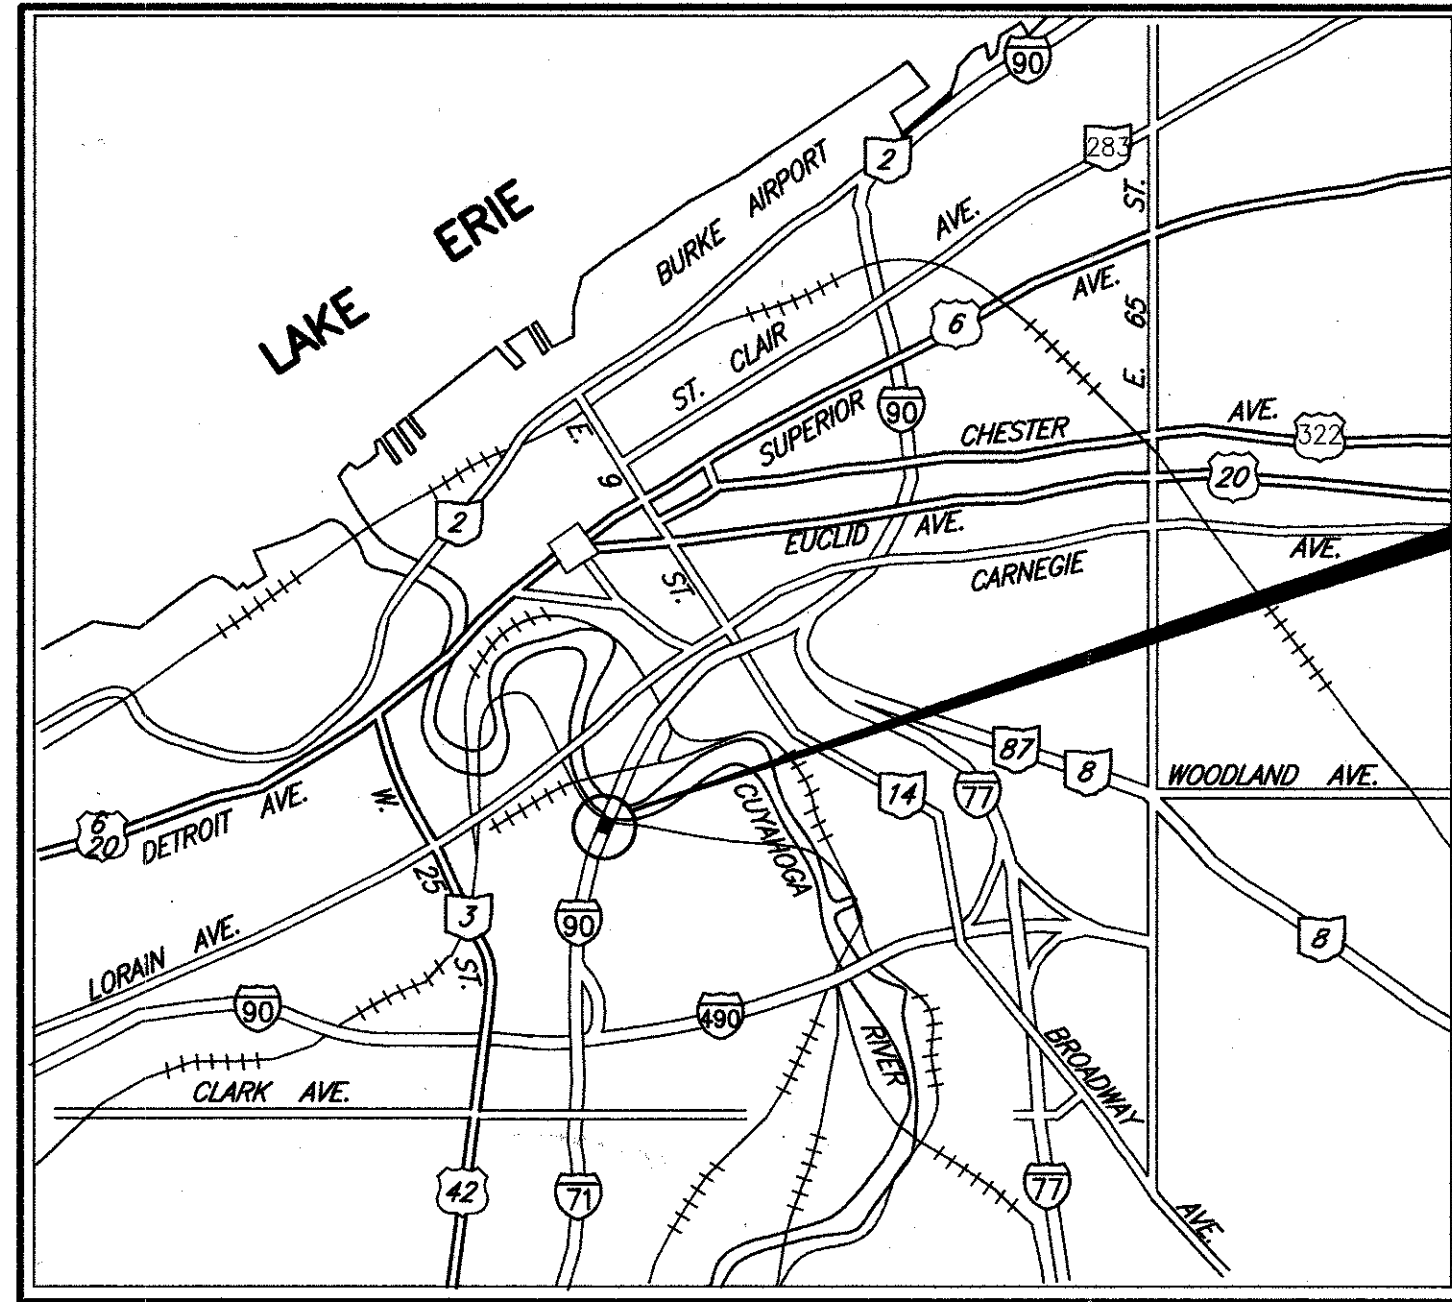 90
2
283
BURKE AIRPORT
LAKE ERIE
AVE.
E. 65 ST.
6
AVE.
ST. CLAIR
SUPERIOR
90
CHESTER AVE.
322
20
E. 9 ST.
2
EUCLID AVE.
CARNEGIE AVE.
87
8
WOODLAND AVE.
77
14
6
20
DETROIT AVE.
W. 25 ST.
CUYAHOGA RIVER
3
90
8
LORAIN AVE.
90
490
BROADWAY AVE.
CLARK AVE.
42
71
77